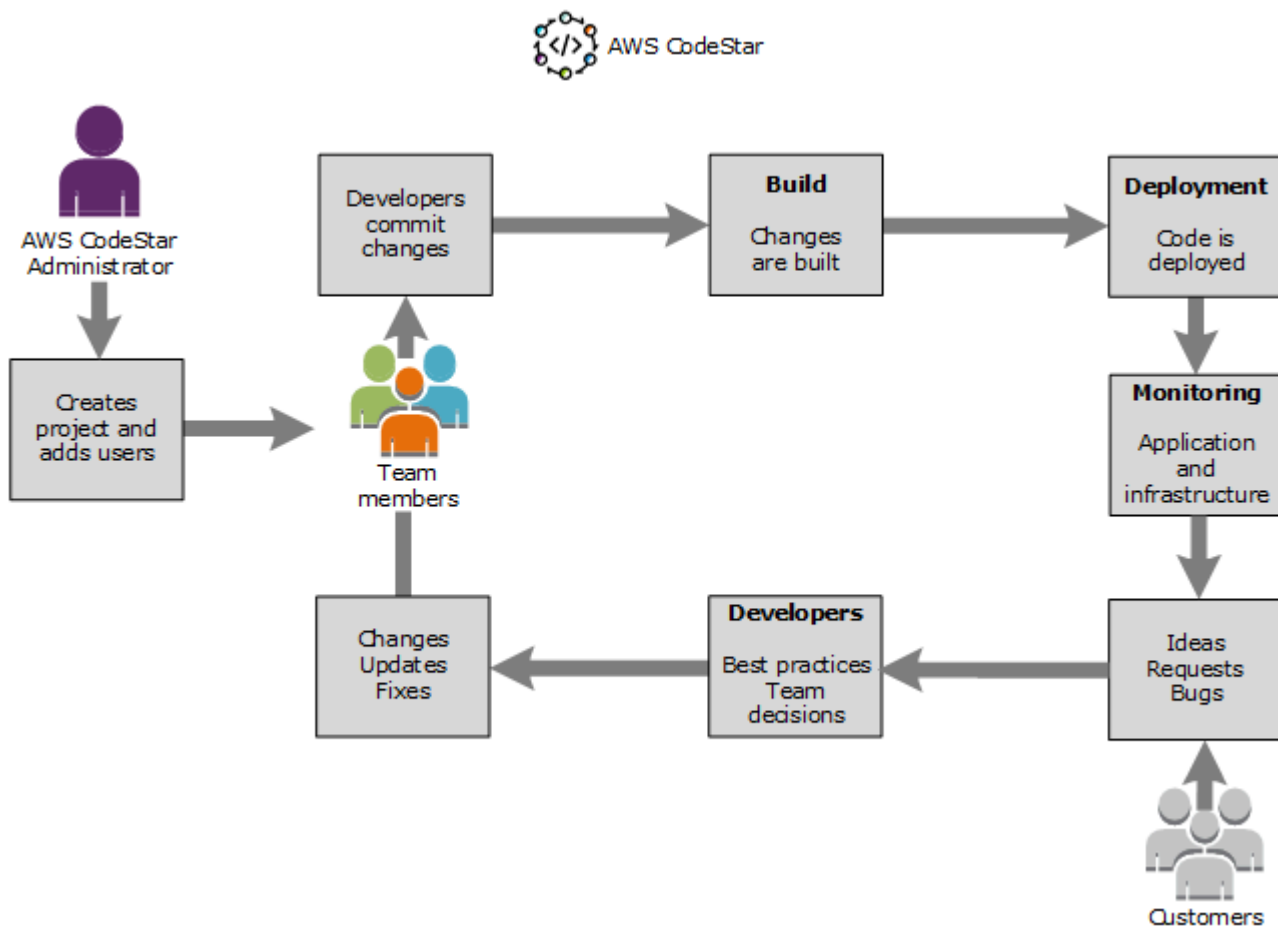 AWS CodeStar
AWS CodeStar
Administrator
Creates
project and
adds users
Team
members
Developers
commit
changes
Build
Changes
are built
Deployment
Code is
deployed
Monitoring
Application
and
infrastructure
Ideas
Requests
Bugs
Customers
Developers
Best practices
Team
decisions
Changes
Updates
Fixes